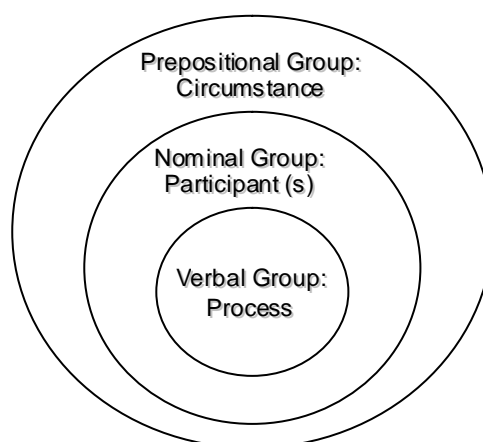 Prepositional Group:
Circumstance
Nominal Group:
Participant (s)
Verbal Group:
Process